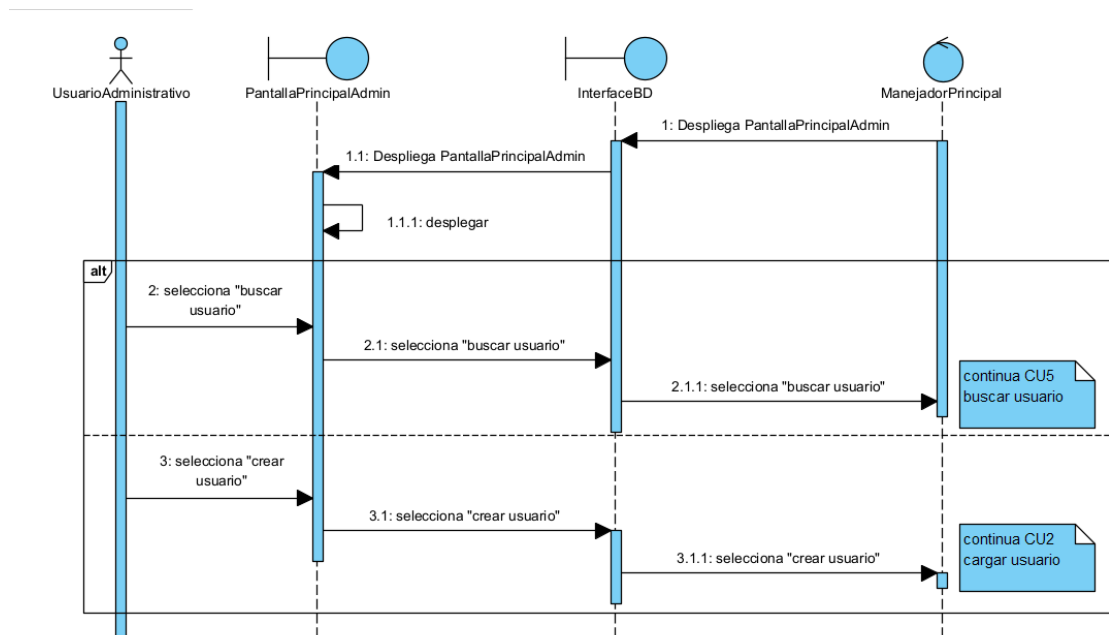 UsuarioAdministrativo
PantallaPrincipalAdmin
InterfaceBD
ManejadorPrincipal
1: Despliega PantallaPrincipalAdmin
1.1: Despliega PantallaPrincipalAdmin
1.1.1: desplegar
alt
2: selecciona "buscar
usuario"
2.1: selecciona "buscar usuario"
2.1.1: selecciona "buscar usuario"
continua CU5
buscar usuario
3: selecciona "crear
usuario"
3.1: selecciona "crear usuario"
3.1.1: selecciona "crear usuario"
continua CU2
cargar usuario